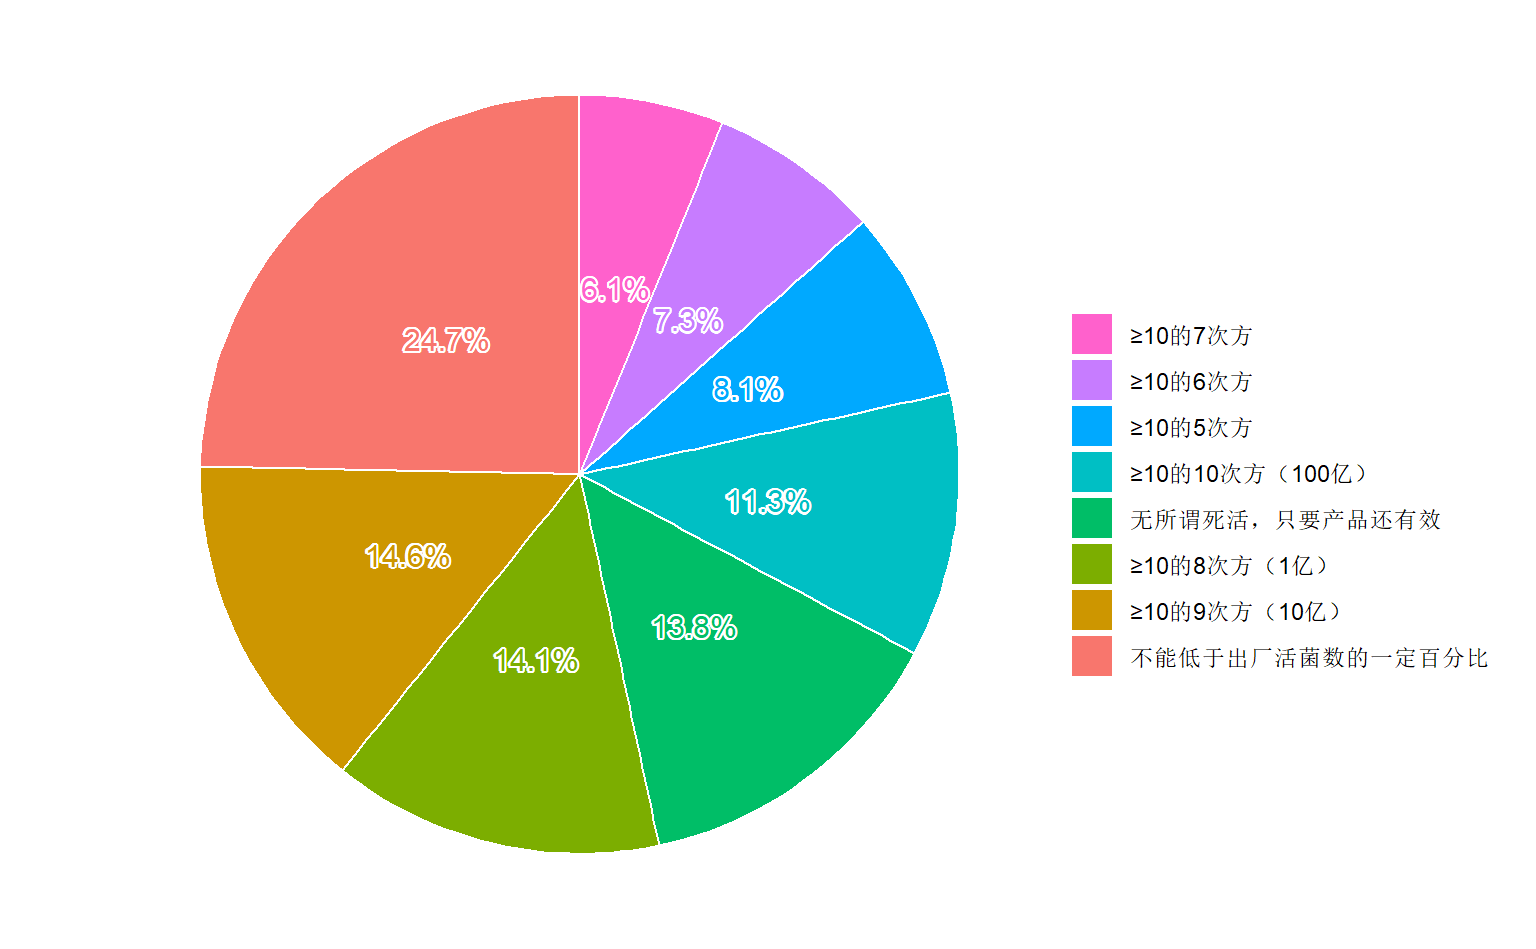 6.1%
7.3%
24.7%
8.1%
11.3%
14.6%
13.8%
14.1%
≥10的7次方
≥10的6次方
≥10的5次方
≥10的10次方（100亿）
无所谓死活，只要产品还有效
≥10的8次方（1亿）
≥10的9次方（10亿）
不能低于出厂活菌数的一定百分比